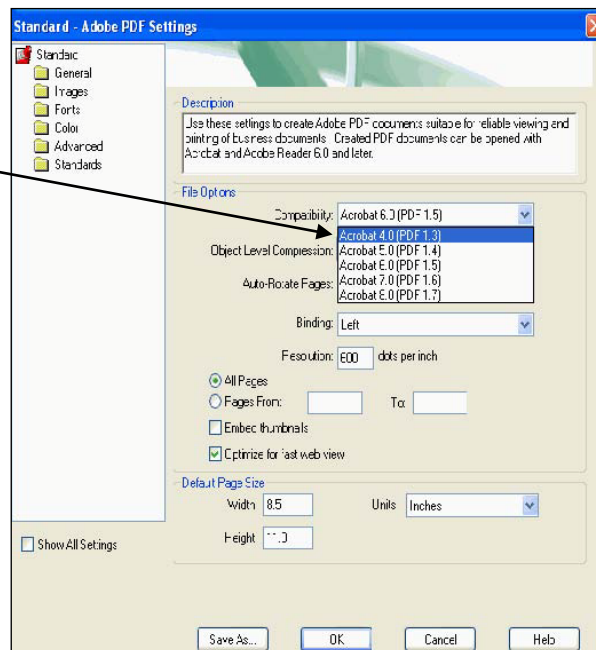 Standard - Adobe PDF Settings
Standard
General
Images
Fonts
Color
Advanced
Standards
Show All Settings
Description
Use these settings to create Adobe PDF documents suitable for reliable viewing and
printing of business documents. Created PDF documents can be opened with
Acrobat and Adobe Reader 6.0 and later.
File Options
Compatibility: Acrobat 6.0 (PDF 1.5)
Acrobat 4.0 (PDF 1.3)
Object Level Compression: Acrobat 5.0 (PDF 1.4)
Acrobat 6.0 (PDF 1.5)
Auto-Rotate Pages: Acrobat 7.0 (PDF 1.6)
Acrobat 8.0 (PDF 1.7)
Binding: Left
Resolution: 600 dots per inch
All Pages
Pages From: To:
Embed thumbnails
Optimize for fast web view
Default Page Size
Width 8.5 Units Inches
Height 11.0
Save As... OK Cancel Help